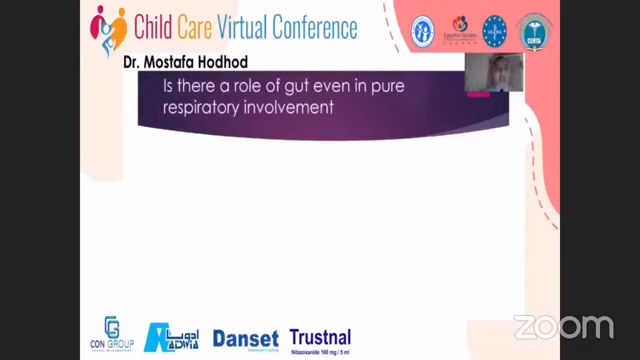 Child Care Virtual Conference
Dr. Mostafa Hodhod
Is there a role of gut even in pure
respiratory involvement
CON GROUP
ADWIA
ادويا
Danset
Trustnal
Nitazoxanide 100 mg / 5 ml
zoom